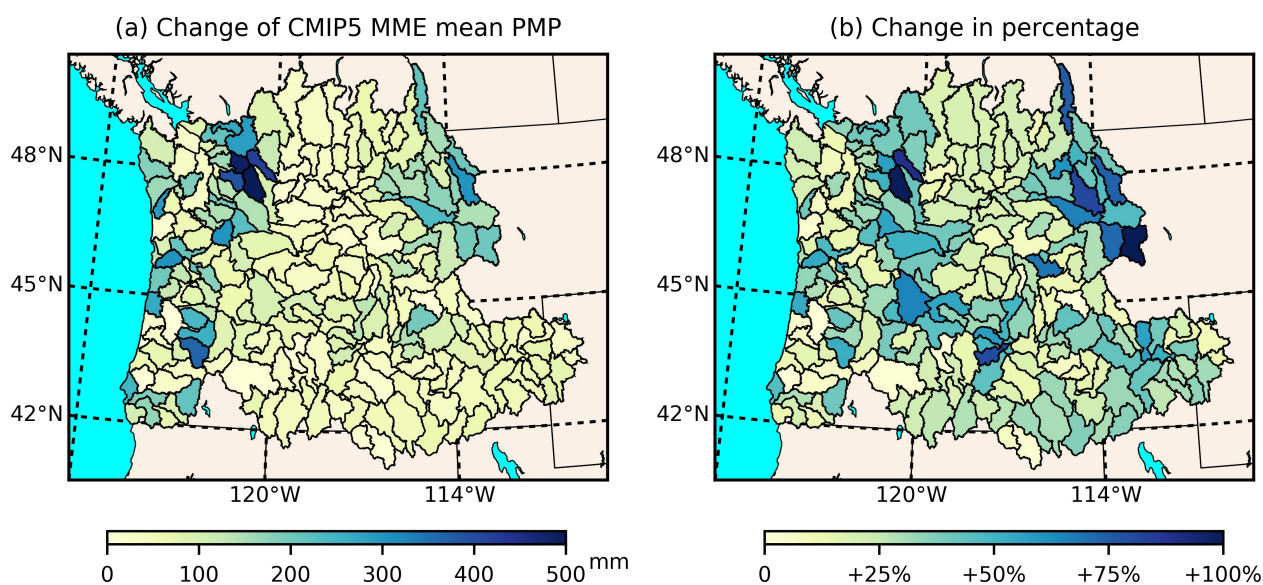 (a) Change of CMIP5 MME mean PMP
(b) Change in percentage
48°N
45°N
42°N
120°W
114°W
48°N
45°N
42°N
120°W
114°W
0 100 200 300 400 500 mm
0 +25% +50% +75% +100%